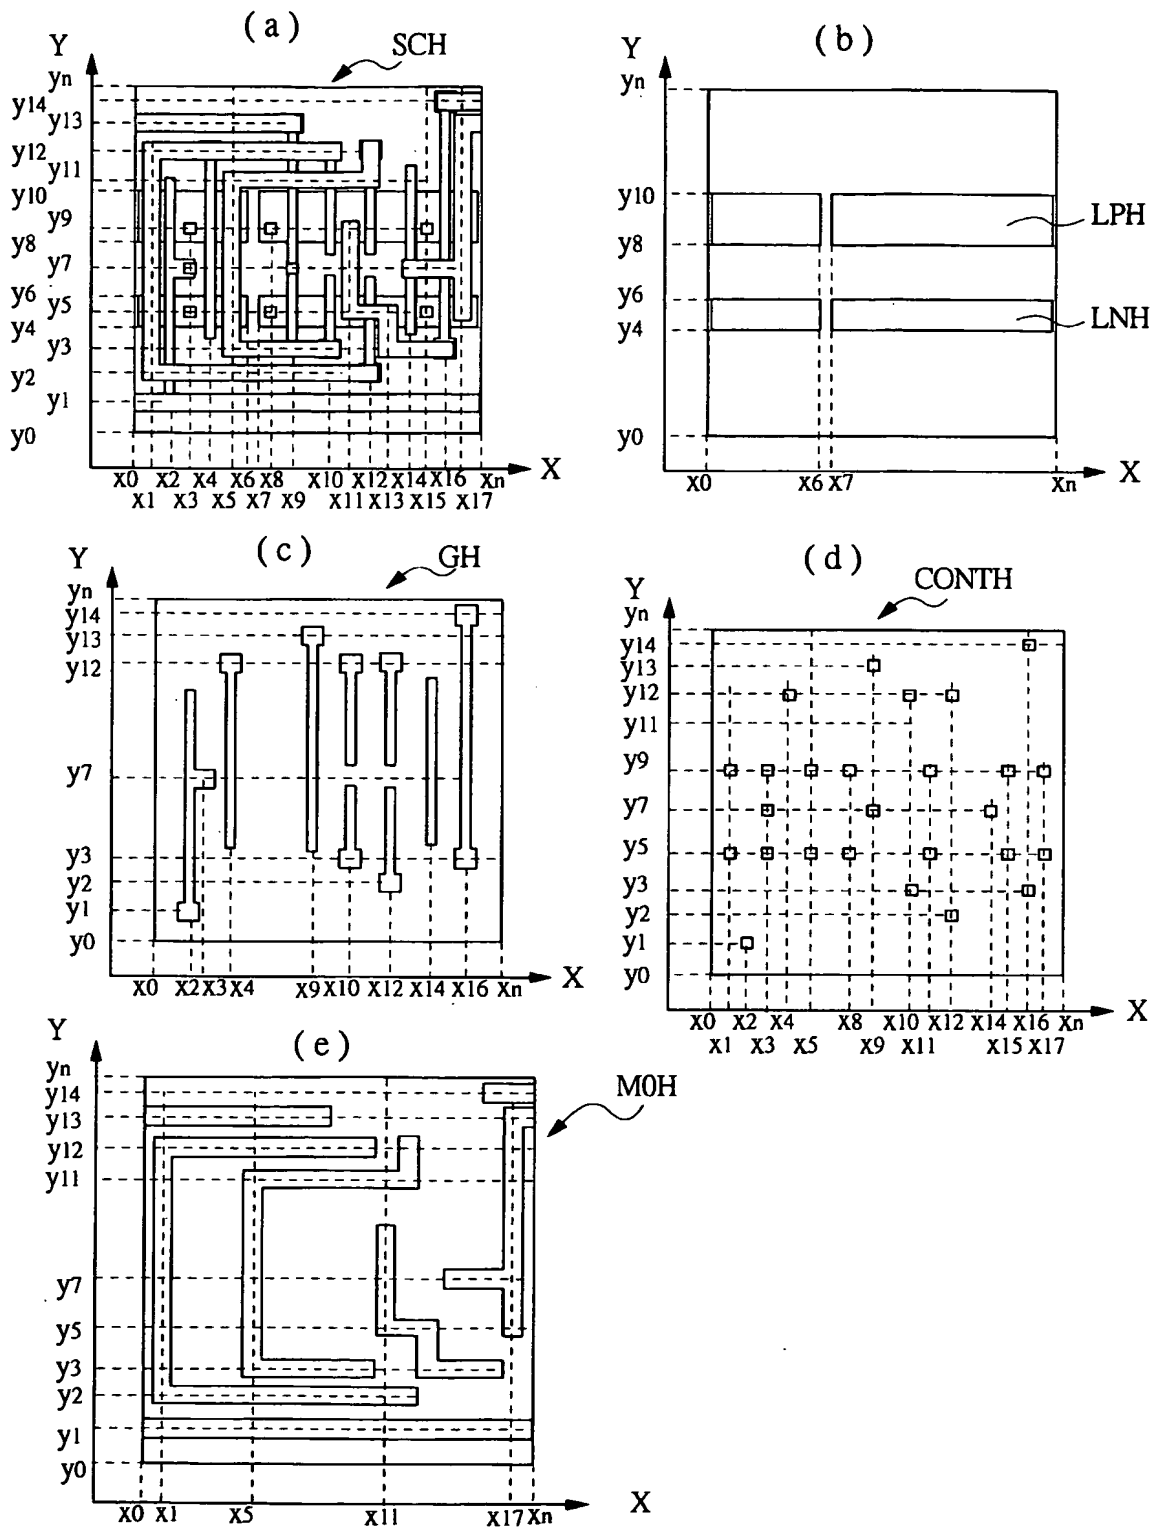 (a)
Y
SCH
yn
y14
y13
y12
y11
y10
y9
y8
y7
y6
y5
y4
y3
y2
y1
y0
X0 X2 X4 X6 X8 X10 X12 X14 X16 Xn X
X1 X3 X5 X7 X9 X11 X13 X15 X17
(b)
Y
yn
y10
LPH
y8
y6
LNH
y4
y0
X0 X6 X7 Xn X
(c)
Y
GH
yn
y14
y13
y12
y7
y3
y2
y1
y0
X0 X2 X3 X4 X9 X10 X12 X14 X16 Xn X
(d)
Y
CONTH
yn
y14
y13
y12
y11
y9
y7
y5
y3
y2
y1
y0
X0 X2 X4 X8 X10 X12 X14 X16 Xn X
X1 X3 X5 X9 X11 X15 X17
(e)
Y
M0H
yn
y14
y13
y12
y11
y7
y5
y3
y2
y1
y0
X0 X1 X5 X11 X17 Xn X